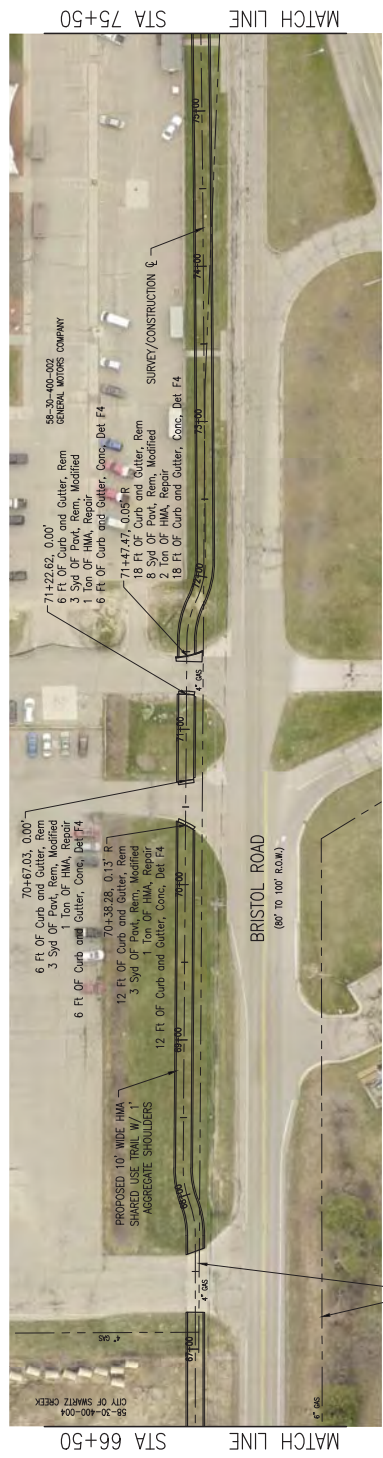 MATCH LINE STA 75+50
75+00
74+00
SURVEY/CONSTRUCTION ℄
73+00
58-30-400-002
GENERAL MOTORS COMPANY
71+22.62, 0.00'
6 Ft OF Curb and Gutter, Rem
3 Syd OF Pavt, Rem, Modified
1 Ton OF HMA, Repair
6 Ft OF Curb and Gutter, Conc, Det F4
71+47.47, 0.05' R
18 Ft OF Curb and Gutter, Rem
8 Syd OF Pavt, Rem, Modified
2 Ton OF HMA, Repair
18 Ft OF Curb and Gutter, Conc, Det F4
72+00
4" GAS
71+00
70+67.03, 0.00'
6 Ft OF Curb and Gutter, Rem
3 Syd OF Pavt, Rem, Modified
1 Ton OF HMA, Repair
6 Ft OF Curb and Gutter, Conc, Det F4
70+38.28, 0.13' R
12 Ft OF Curb and Gutter, Rem
3 Syd OF Pavt, Rem, Modified
1 Ton OF HMA, Repair
12 Ft OF Curb and Gutter, Conc, Det F4
70+00
BRISTOL ROAD
(80' TO 100' R.O.W.)
69+00
PROPOSED 10' WIDE HMA
SHARED USE TRAIL W/ 1'
AGGREGATE SHOULDERS
68+00
4" GAS
67+00
4" GAS
6" GAS
58-30-400-004
CITY OF SWARTZ
CREEK
MATCH LINE STA 66+50